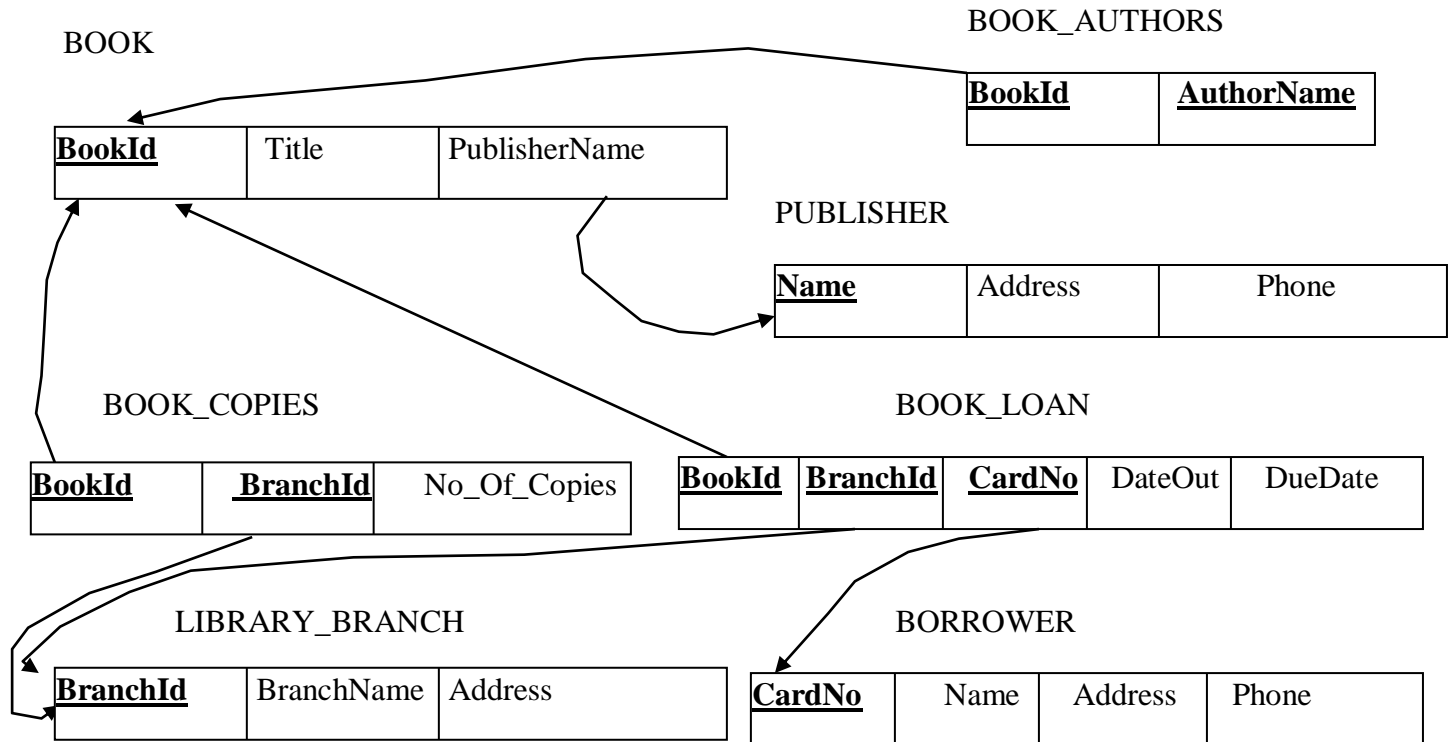 BOOK
BOOK_AUTHORS
BookId AuthorName
BookId Title PublisherName
PUBLISHER
Name Address Phone
BOOK_COPIES
BOOK_LOAN
BookId BranchId No_Of_Copies
BookId BranchId CardNo DateOut DueDate
LIBRARY_BRANCH
BORROWER
BranchId BranchName Address
CardNo Name Address Phone